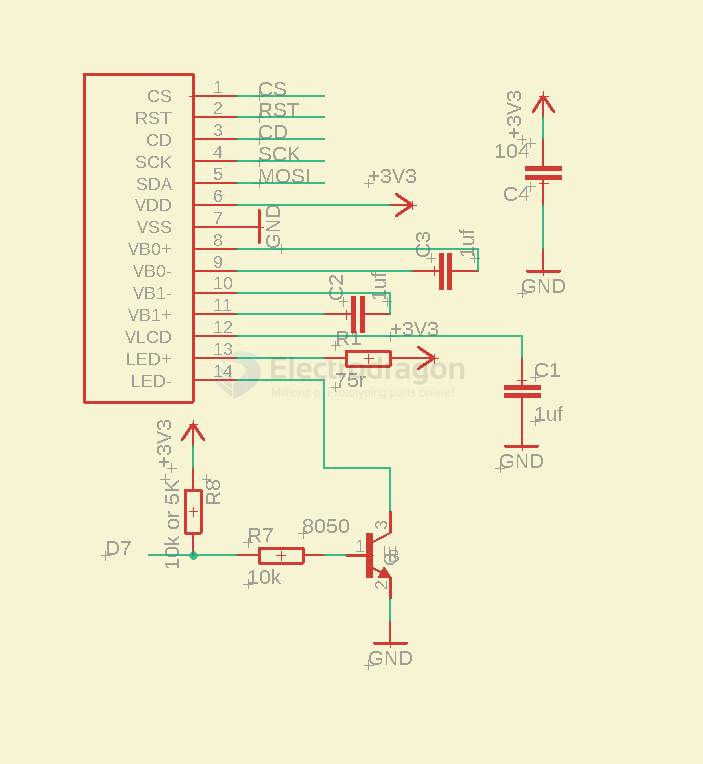 CS 1 CS
RST 2 RST
CD 3 CD
SCK 4 SCK
SDA 5 MOSI
VDD 6 +3V3
VSS 7 GND
VB0+ 8
VB0- 9 C3 1uf
VB1- 10
VB1+ 11 C2 1uf
VLCD 12
LED+ 13 R1 75r +3V3
LED- 14
+3V3
104
C4
GND
C1
1uf
GND
Electrodragon
Millions of Prototyping parts online!
+3V3
10k or 5K
R8
D7
R7
10k
8050
1
3
2
GND